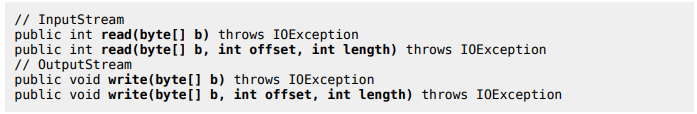 // InputStream
public int read(byte[] b) throws IOException
public int read(byte[] b, int offset, int length) throws IOException
// OutputStream
public void write(byte[] b) throws IOException
public void write(byte[] b, int offset, int length) throws IOException